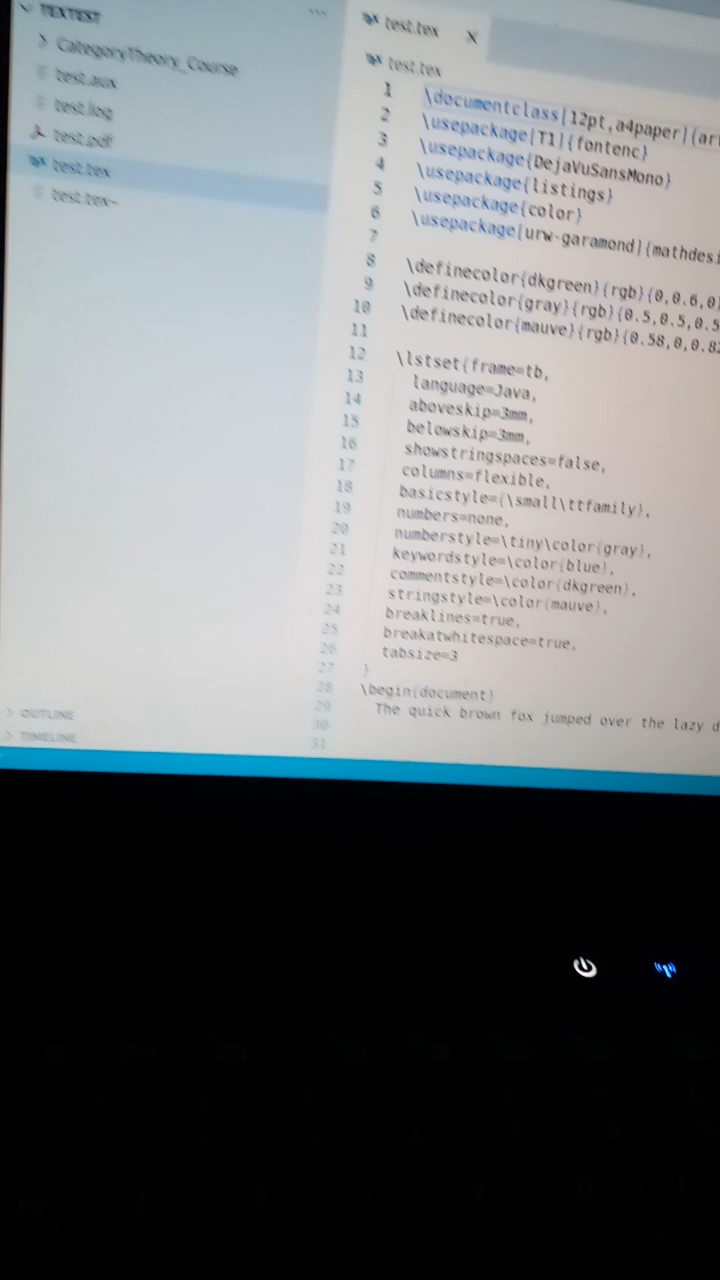 TEXTEST
CategoryTheory_Course
test.aux
test.log
test.pdf
test.tex
test.tex~
OUTLINE
TIMELINE
test.tex
test.tex
1 \documentclass[12pt,a4paper]{ar
2 \usepackage[T1]{fontenc}
3 \usepackage{DejaVuSansMono}
4 \usepackage{listings}
5 \usepackage{color}
6 \usepackage[urw-garamond]{mathdesi
7
8 \definecolor{dkgreen}{rgb}{0,0.6,0}
9 \definecolor{gray}{rgb}{0.5,0.5,0.5
10 \definecolor{mauve}{rgb}{0.58,0,0.82
11
12 \lstset{frame=tb,
13 language=Java,
14 aboveskip=3mm,
15 belowskip=3mm,
16 showstringspaces=false,
17 columns=flexible,
18 basicstyle={\small\ttfamily},
19 numbers=none,
20 numberstyle=\tiny\color{gray},
21 keywordstyle=\color{blue},
22 commentstyle=\color{dkgreen},
23 stringstyle=\color{mauve},
24 breaklines=true,
25 breakatwhitespace=true,
26 tabsize=3
27 }
28 \begin{document}
29 The quick brown fox jumped over the lazy d
30
31